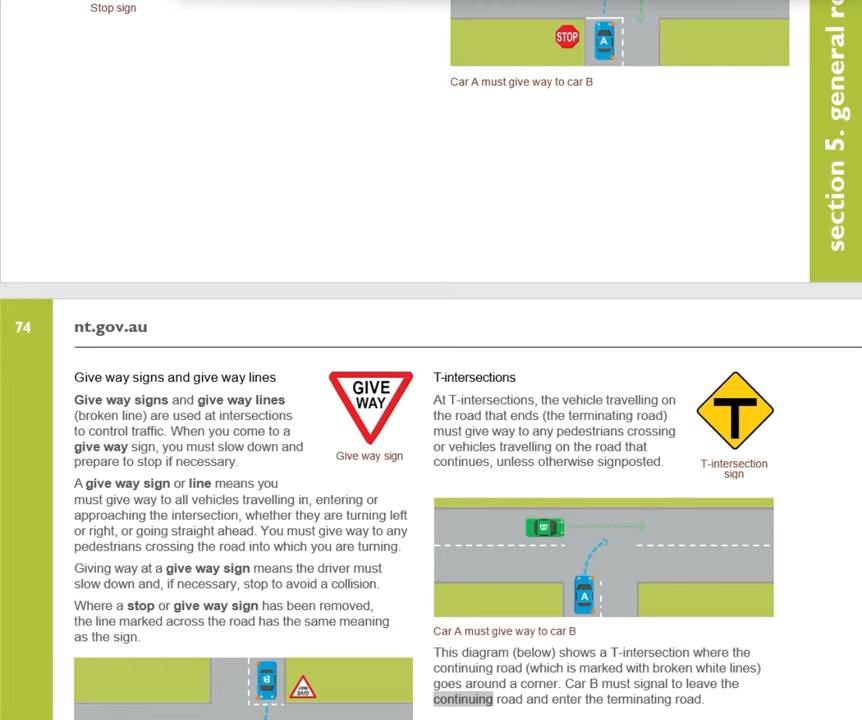 Stop sign
STOP
A
Car A must give way to car B
section 5. general ro
74
nt.gov.au
Give way signs and give way lines
Give way signs and give way lines
(broken line) are used at intersections
to control traffic. When you come to a
give way sign, you must slow down and
prepare to stop if necessary.
GIVE
WAY
Give way sign
A give way sign or line means you
must give way to all vehicles travelling in, entering or
approaching the intersection, whether they are turning left
or right, or going straight ahead. You must give way to any
pedestrians crossing the road into which you are turning.
Giving way at a give way sign means the driver must
slow down and, if necessary, stop to avoid a collision.
Where a stop or give way sign has been removed,
the line marked across the road has the same meaning
as the sign.
B
GIVE
WAY
T-intersections
At T-intersections, the vehicle travelling on
the road that ends (the terminating road)
must give way to any pedestrians crossing
or vehicles travelling on the road that
continues, unless otherwise signposted.
T
T-intersection
sign
B
A
Car A must give way to car B
This diagram (below) shows a T-intersection where the
continuing road (which is marked with broken white lines)
goes around a corner. Car B must signal to leave the
continuing road and enter the terminating road.